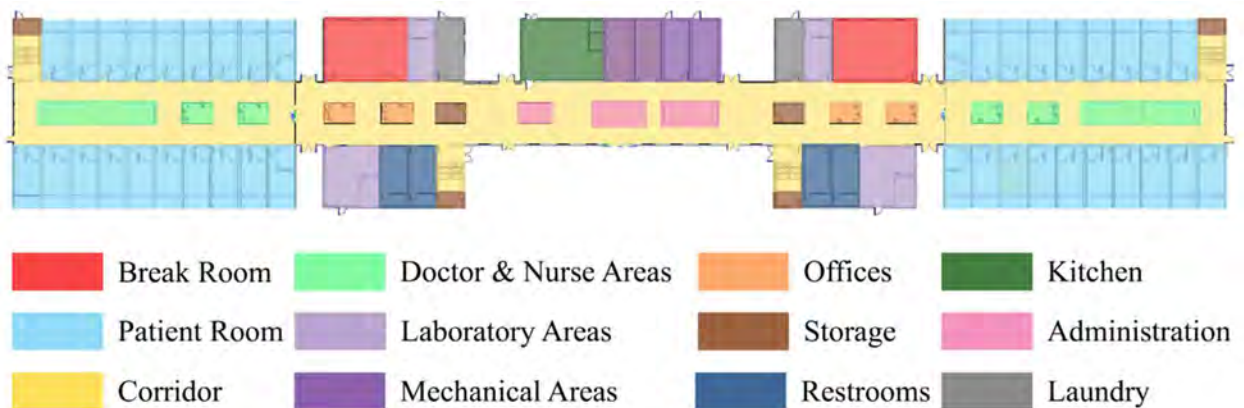 Break Room Doctor & Nurse Areas Offices Kitchen
Patient Room Laboratory Areas Storage Administration
Corridor Mechanical Areas Restrooms Laundry